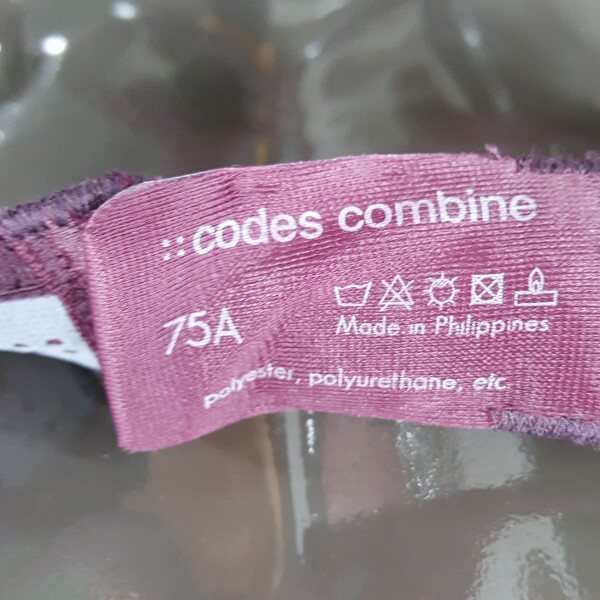 ::codes combine
75A
Made in Philippines
polyester, polyurethane, etc.